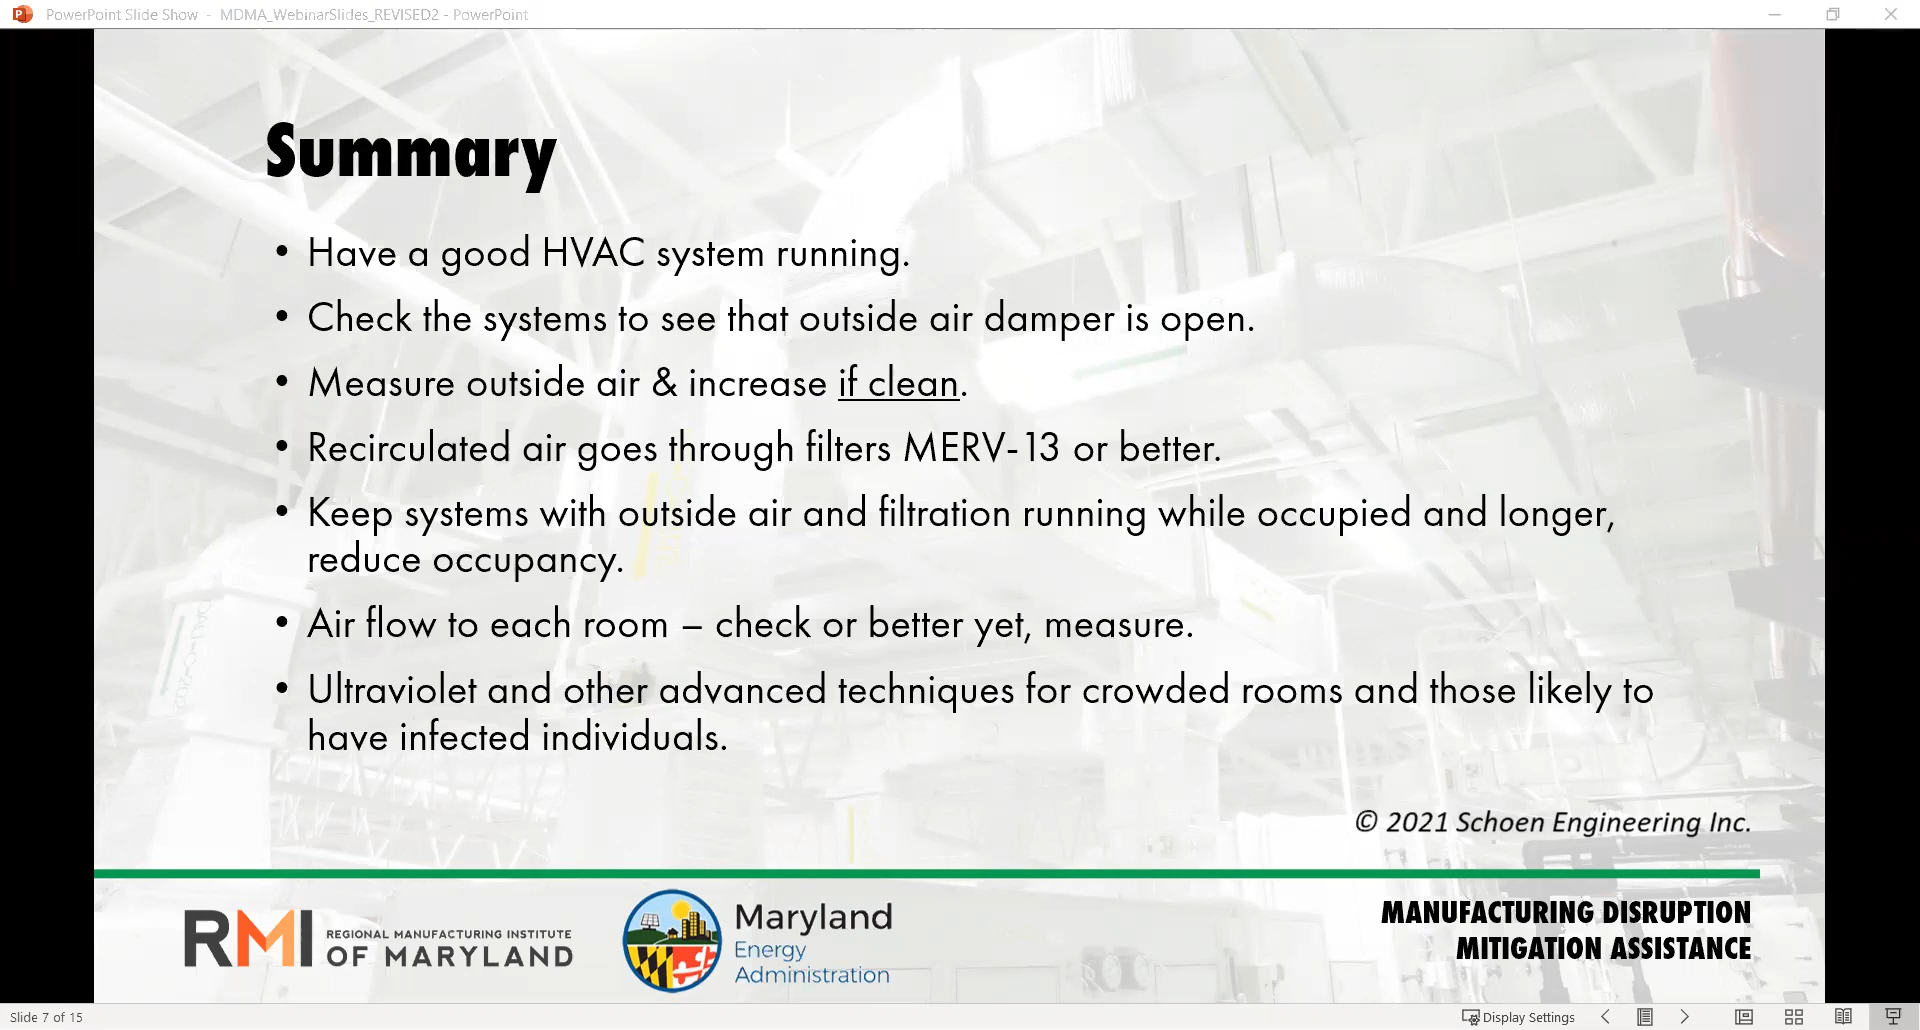 PowerPoint Slide Show - MDMA_WebinarSlides_REVISED2 - PowerPoint
Summary
• Have a good HVAC system running.
• Check the systems to see that outside air damper is open.
• Measure outside air & increase if clean.
• Recirculated air goes through filters MERV-13 or better.
• Keep systems with outside air and filtration running while occupied and longer,
reduce occupancy.
• Air flow to each room – check or better yet, measure.
• Ultraviolet and other advanced techniques for crowded rooms and those likely to
have infected individuals.
© 2021 Schoen Engineering Inc.
RMI REGIONAL MANUFACTURING INSTITUTE
OF MARYLAND
Maryland
Energy
Administration
MANUFACTURING DISRUPTION
MITIGATION ASSISTANCE
Slide 7 of 15
Display Settings